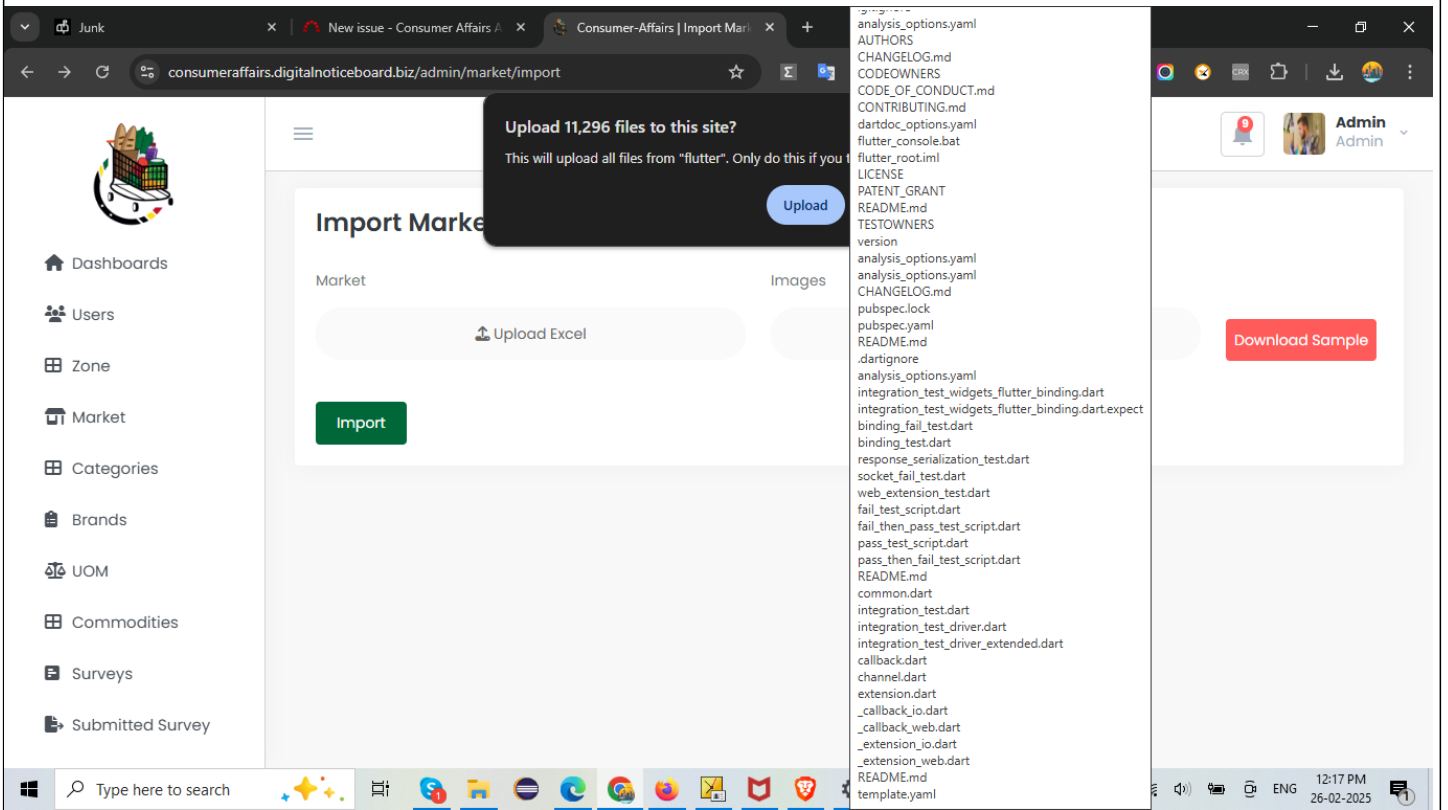 Junk
New issue - Consumer Affairs A
Consumer-Affairs | Import Mark
consumeraffairs.digitalnoticeboard.biz/admin/market/import
CRX
Upload 11,296 files to this site?
This will upload all files from "flutter". Only do this if you t
Upload
9
Admin
Admin
Dashboards
Users
Zone
Market
Categories
Brands
UOM
Commodities
Surveys
Submitted Survey
Import Marke
Market
Images
Upload Excel
Download Sample
Import
analysis_options.yaml
AUTHORS
CHANGELOG.md
CODEOWNERS
CODE_OF_CONDUCT.md
CONTRIBUTING.md
dartdoc_options.yaml
flutter_console.bat
flutter_root.iml
LICENSE
PATENT_GRANT
README.md
TESTOWNERS
version
analysis_options.yaml
analysis_options.yaml
CHANGELOG.md
pubspec.lock
pubspec.yaml
README.md
.dartignore
analysis_options.yaml
integration_test_widgets_flutter_binding.dart
integration_test_widgets_flutter_binding.dart.expect
binding_fail_test.dart
binding_test.dart
response_serialization_test.dart
socket_fail_test.dart
web_extension_test.dart
fail_test_script.dart
fail_then_pass_test_script.dart
pass_test_script.dart
pass_then_fail_test_script.dart
README.md
common.dart
integration_test.dart
integration_test_driver.dart
integration_test_driver_extended.dart
callback.dart
channel.dart
extension.dart
_callback_io.dart
_callback_web.dart
_extension_io.dart
_extension_web.dart
README.md
template.yaml
Type here to search
ENG
12:17 PM
26-02-2025
1